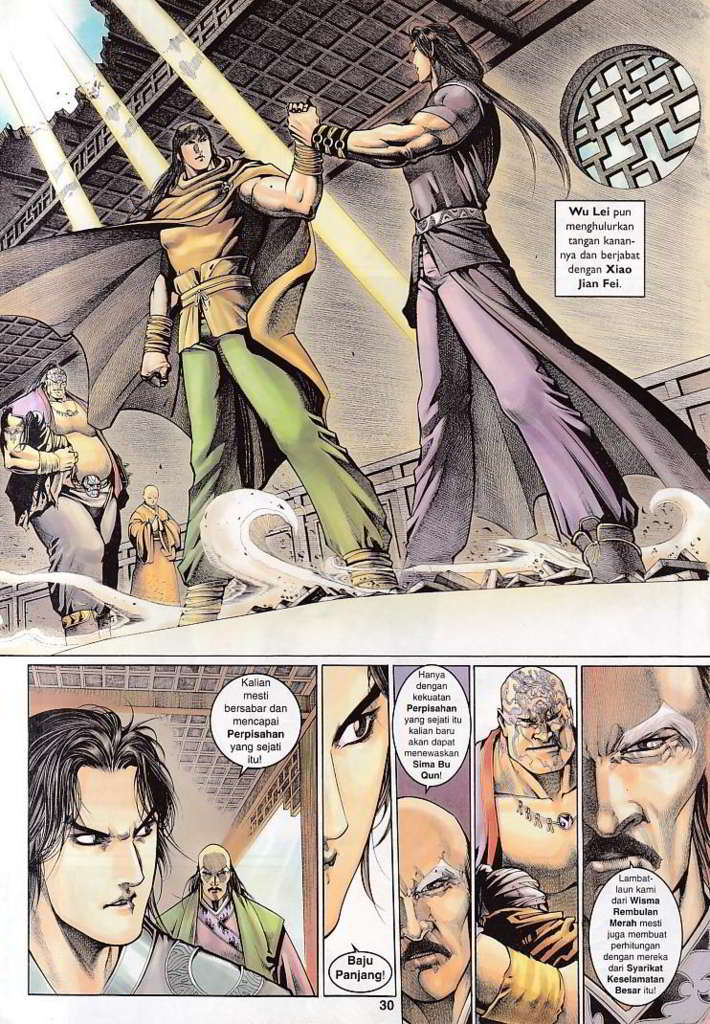 Wu Lei pun
menghulurkan
tangan kanan-
nya dan berjabat
dengan Xiao
Jian Fei.
Kalian
mesti
bersabar dan
mencapai
Perpisahan
yang sejati
itu!
Baju
Panjang!
Hanya
dengan
kekuatan
Perpisahan
yang sejati itu
kalian baru
akan dapat
menewaskan
Sima Bu
Qun!
Lambat-
laun kami
dari Wisma
Rembulan
Merah mesti
juga membuat
perhitungan
dengan mereka
dari Syarikat
Keselamatan
Besar itu!
30